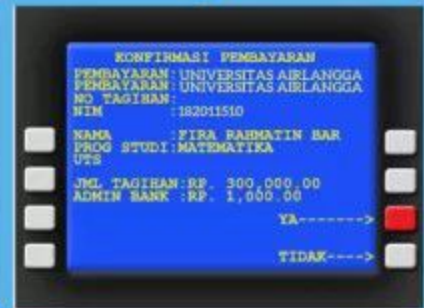 KONFIRMASI PEMBAYARAN
PEMBAYARAN: UNIVERSITAS AIRLANGGA
PEMBAYARAN: UNIVERSITAS AIRLANGGA
NO TAGIHAN:
NIM :182011510
NAMA :FIRA RAHMATIN BAR
PROG STUDI:MATEMATIKA
UTS
JML TAGIHAN:RP. 300,000.00
ADMIN BANK :RP. 1,000.00
YA------->
TIDAK---->